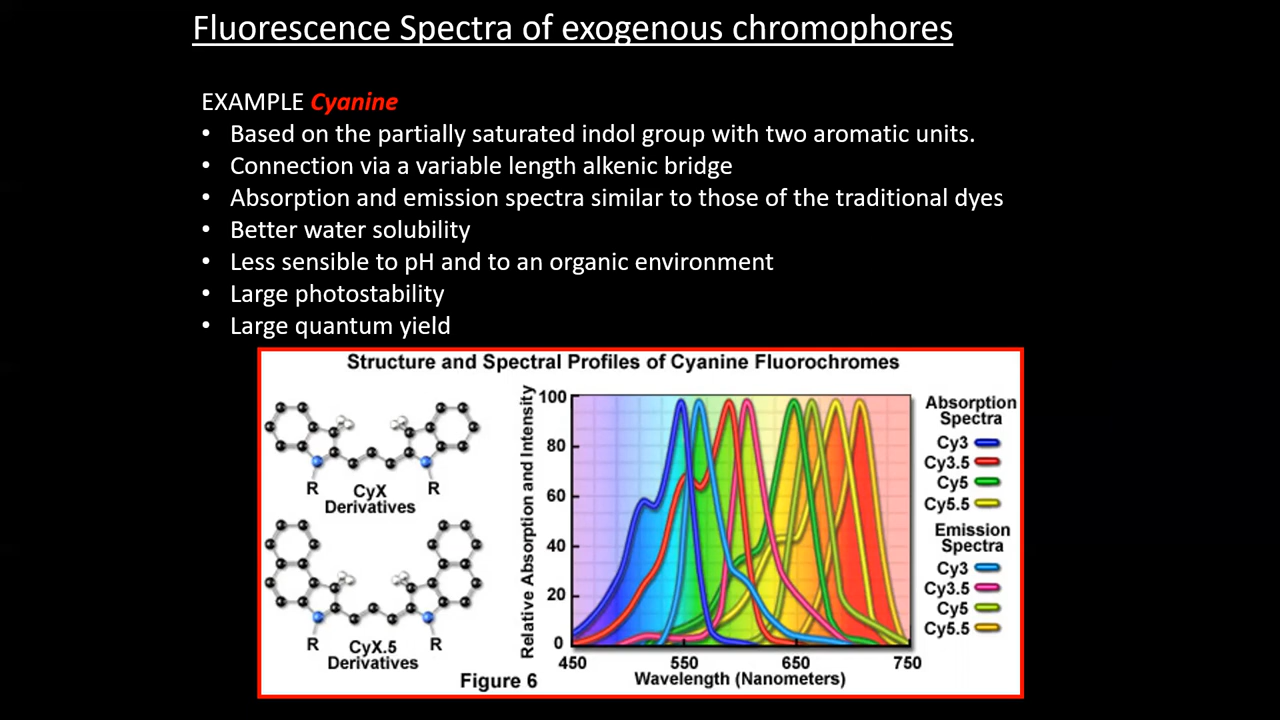 Fluorescence Spectra of exogenous chromophores
EXAMPLE Cyanine
• Based on the partially saturated indol group with two aromatic units.
• Connection via a variable length alkenic bridge
• Absorption and emission spectra similar to those of the traditional dyes
• Better water solubility
• Less sensible to pH and to an organic environment
• Large photostability
• Large quantum yield
Structure and Spectral Profiles of Cyanine Fluorochromes
N
N
R
R
CyX
Derivatives
N
N
R
R
CyX.5
Derivatives
Figure 6
Relative Absorption and Intensity
100
80
60
40
20
0
450
550
650
750
Wavelength (Nanometers)
Absorption
Spectra
Cy3
Cy3.5
Cy5
Cy5.5
Emission
Spectra
Cy3
Cy3.5
Cy5
Cy5.5